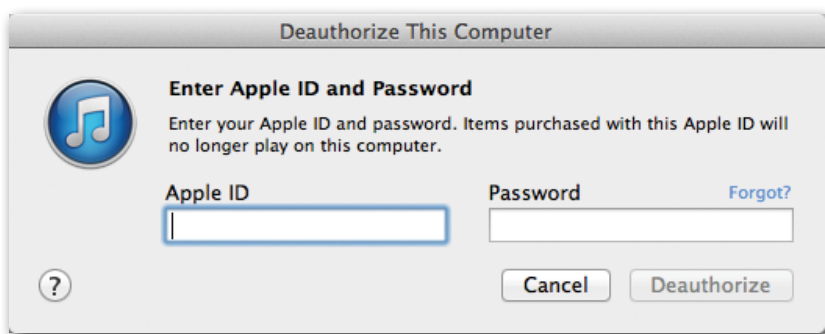 Deauthorize This Computer
Enter Apple ID and Password
Enter your Apple ID and password. Items purchased with this Apple ID will
no longer play on this computer.
Apple ID
Password Forgot?
? Cancel Deauthorize